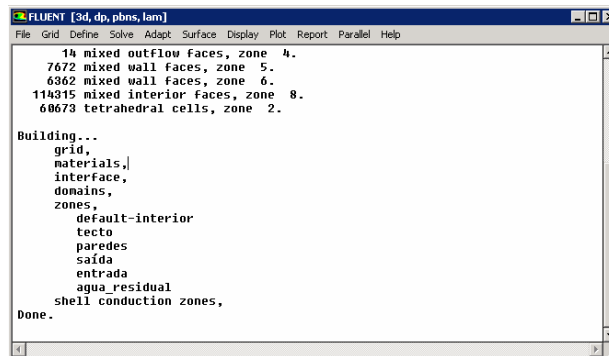 FLUENT [3d, dp, pbns, lam]
File Grid Define Solve Adapt Surface Display Plot Report Parallel Help
14 mixed outflow faces, zone 4.
7672 mixed wall faces, zone 5.
6362 mixed wall faces, zone 6.
114315 mixed interior faces, zone 8.
60673 tetrahedral cells, zone 2.
Building...
grid,
materials,
interface,
domains,
zones,
default-interior
tecto
paredes
saída
entrada
agua_residual
shell conduction zones,
Done.